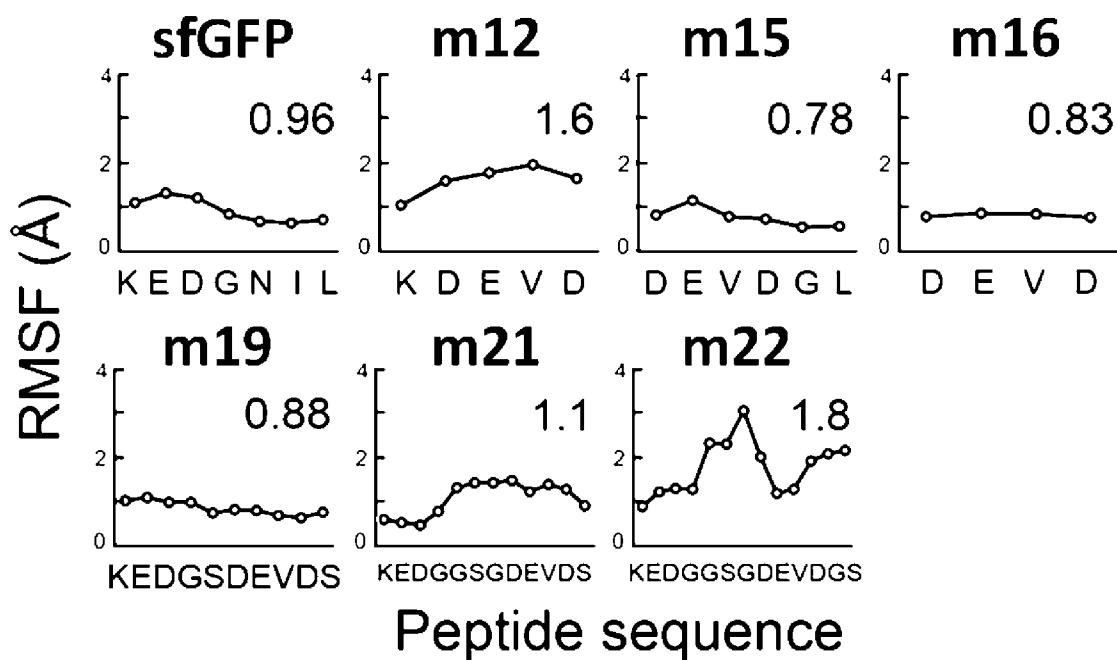 sfGFP m12 m15 m16
4 4 4 4
0.96 1.6 0.78 0.83
2 2 2 2
0 0 0 0
K E D G N I L K D E V D D E V D G L D E V D
RMSF (Å)
m19 m21 m22
4 4 4
0.88 1.1 1.8
2 2 2
0 0 0
KEDGSDEVDS KEDGGSGDEVDS KEDGGSGDEVDGS
Peptide sequence